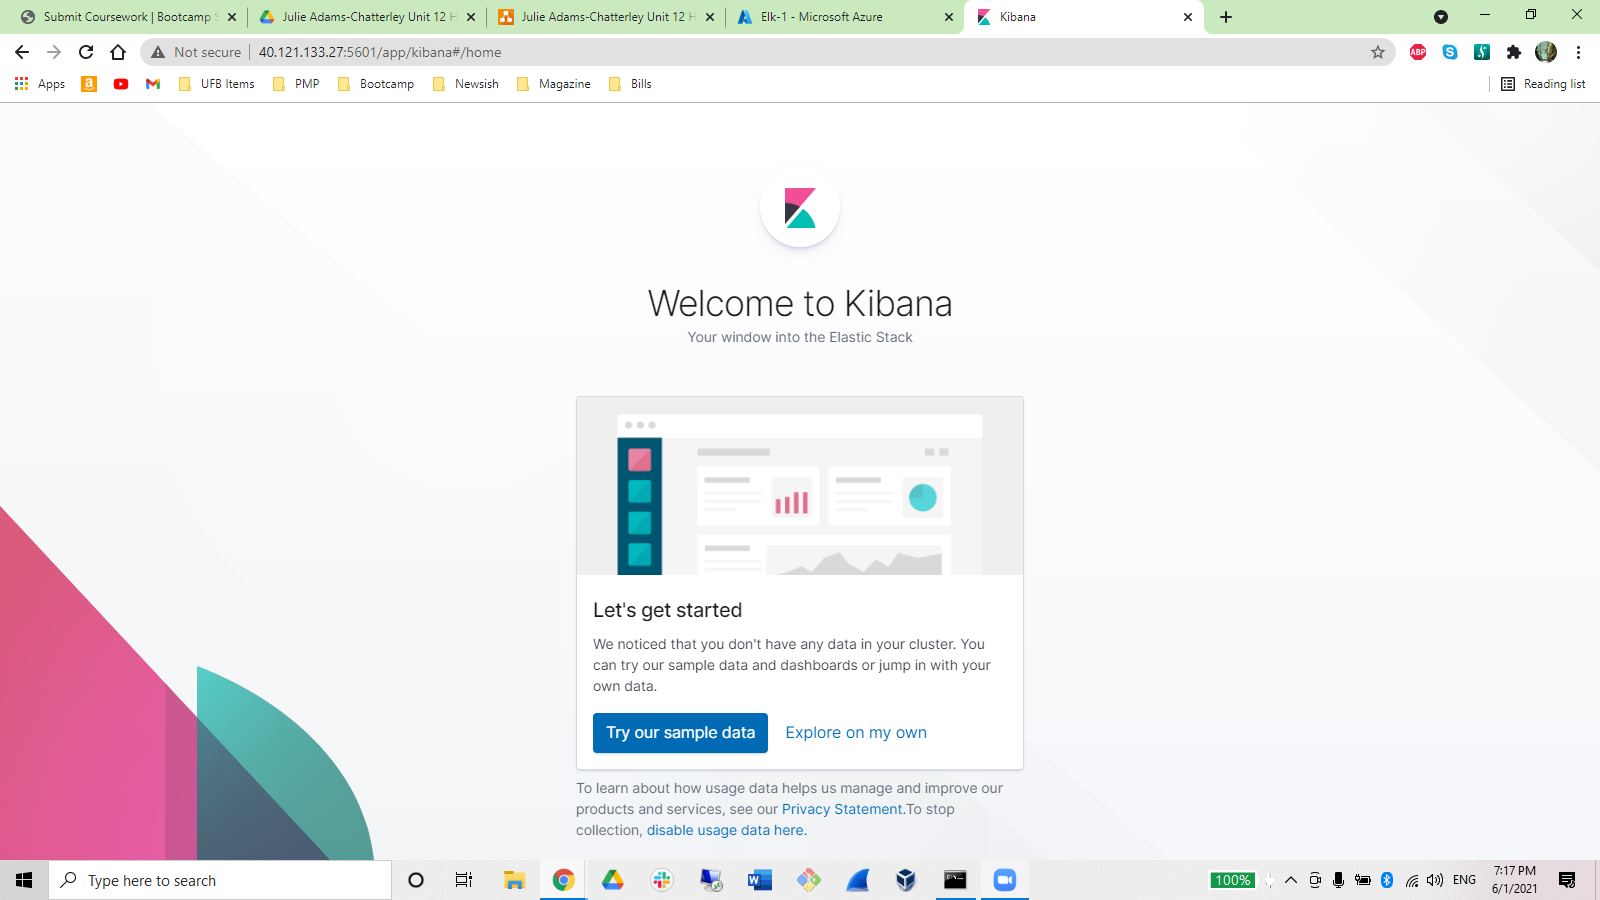 Submit Coursework | Bootcamp S
Julie Adams-Chatterley Unit 12 H
Julie Adams-Chatterley Unit 12 H
Elk-1 - Microsoft Azure
Kibana
Not secure
40.121.133.27:5601/app/kibana#/home
ABP
Apps
UFB Items
PMP
Bootcamp
Newsish
Magazine
Bills
Reading list
Welcome to Kibana
Your window into the Elastic Stack
Let's get started
We noticed that you don't have any data in your cluster. You
can try our sample data and dashboards or jump in with your
own data.
Try our sample data
Explore on my own
To learn about how usage data helps us manage and improve our
products and services, see our Privacy Statement.To stop
collection, disable usage data here.
Type here to search
100%
ENG
7:17 PM
6/1/2021